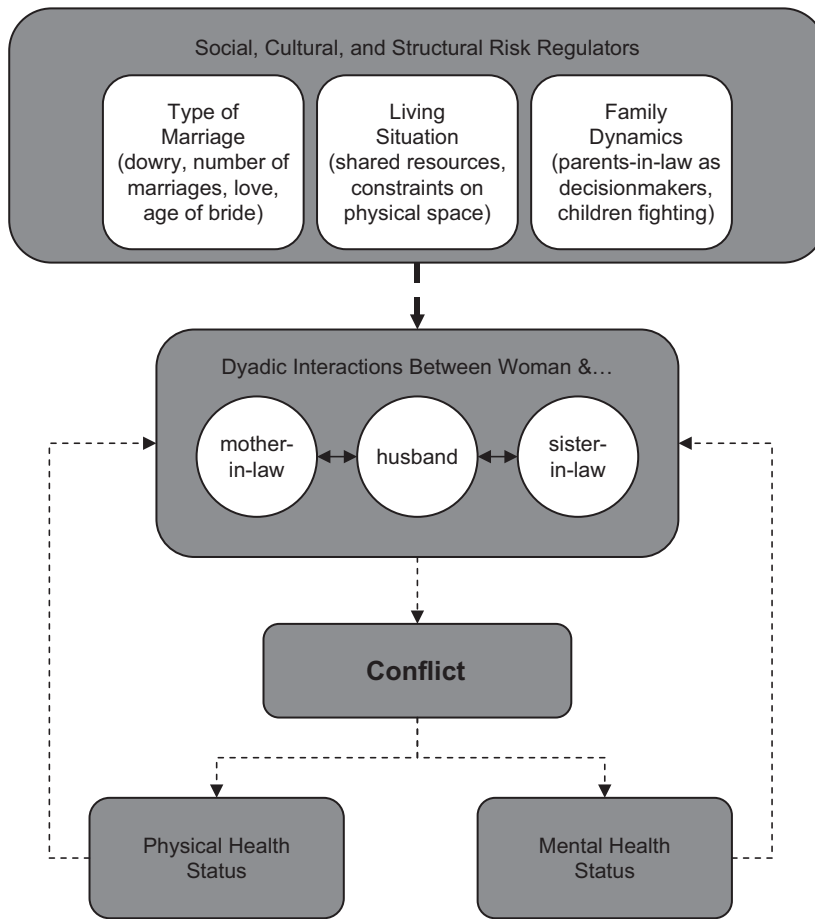 Social, Cultural, and Structural Risk Regulators
Type of
Marriage
(dowry, number of
marriages, love,
age of bride)
Living
Situation
(shared resources,
constraints on
physical space)
Family
Dynamics
(parents-in-law as
decisionmakers,
children fighting)
Dyadic Interactions Between Woman &…
mother-
in-law
husband
sister-
in-law
Conflict
Physical Health
Status
Mental Health
Status